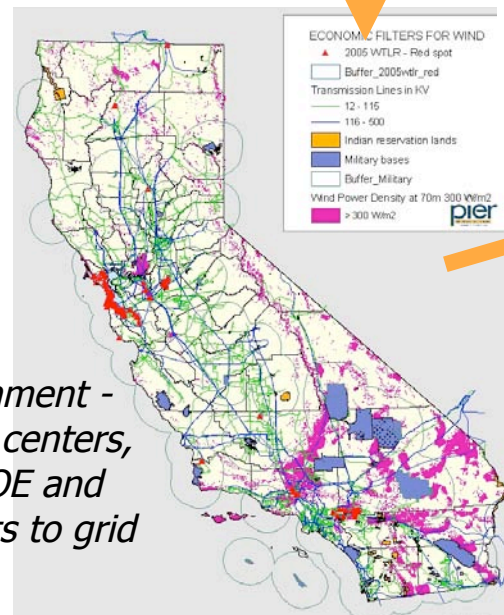 ECONOMIC FILTERS FOR WIND
2005 WTLR - Red spot
Buffer_2005wtlr_red
Transmission Lines in KV
12 - 115
116 - 500
Indian reservation lands
Military bases
Buffer_Military
Wind Power Density at 70m 300 W/m2
> 300 W/m2
pier
ment -
centers,
OE and
s to grid